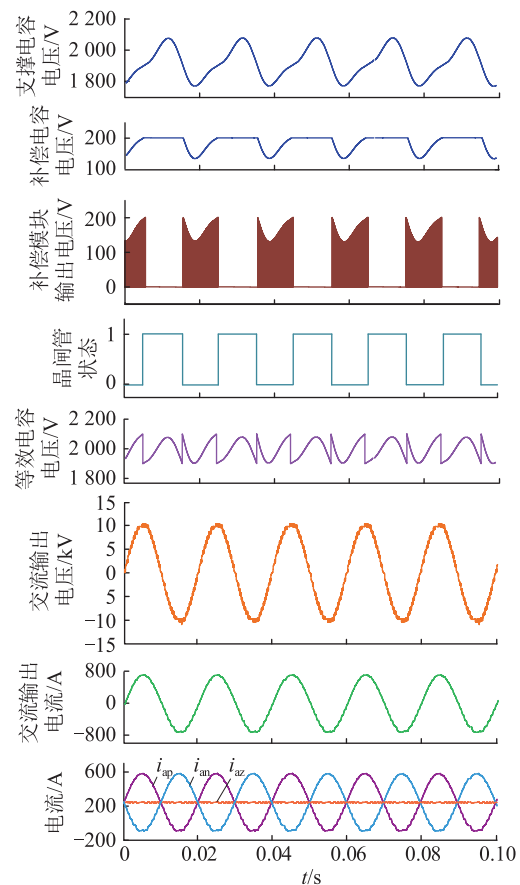 支撑电容
电压/V
2 200
2 000
1 800
补偿电容
电压/V
200
100
补偿模块
输出电压/V
200
100
0
晶闸管
状态
1
0
等效电容
电压/V
2 200
2 000
1 800
交流输出
电压/kV
15
10
5
0
−5
−10
−15
交流输出
电流/A
800
0
−800
电流/A
600
200
−200
iap
ian
iaz
0
0.02
0.04
0.06
0.08
0.10
t/s